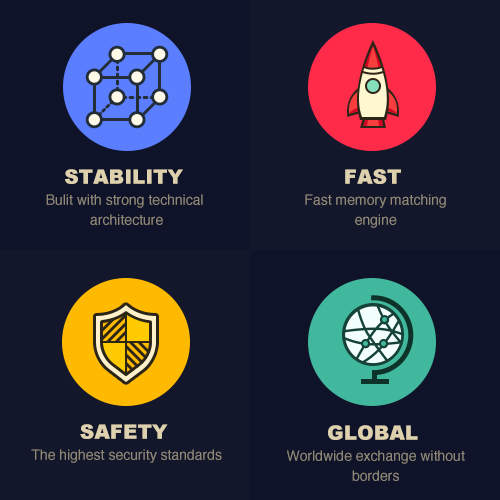 STABILITY
Bulit with strong technical
architecture
FAST
Fast memory matching
engine
SAFETY
The highest security standards
GLOBAL
Worldwide exchange without
borders